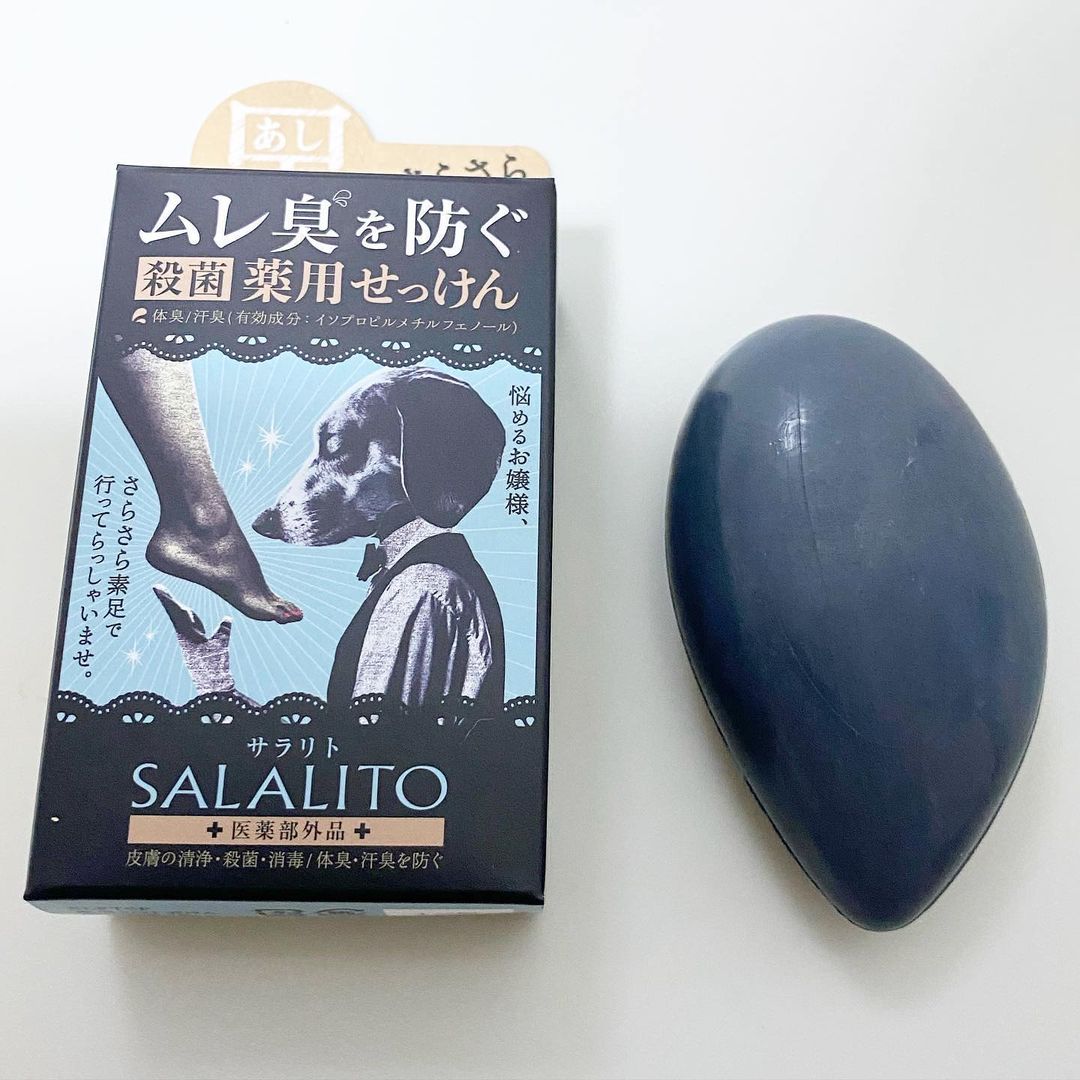 あし
さら
ムレ臭を防ぐ
殺菌 薬用せっけん
体臭/汗臭(有効成分：イソプロピルメチルフェノール)
悩めるお嬢様、
さらさら素足で
行ってらっしゃいませ。
サラリト
SALALITO
✚医薬部外品✚
皮膚の清浄・殺菌・消毒/体臭・汗臭を防ぐ